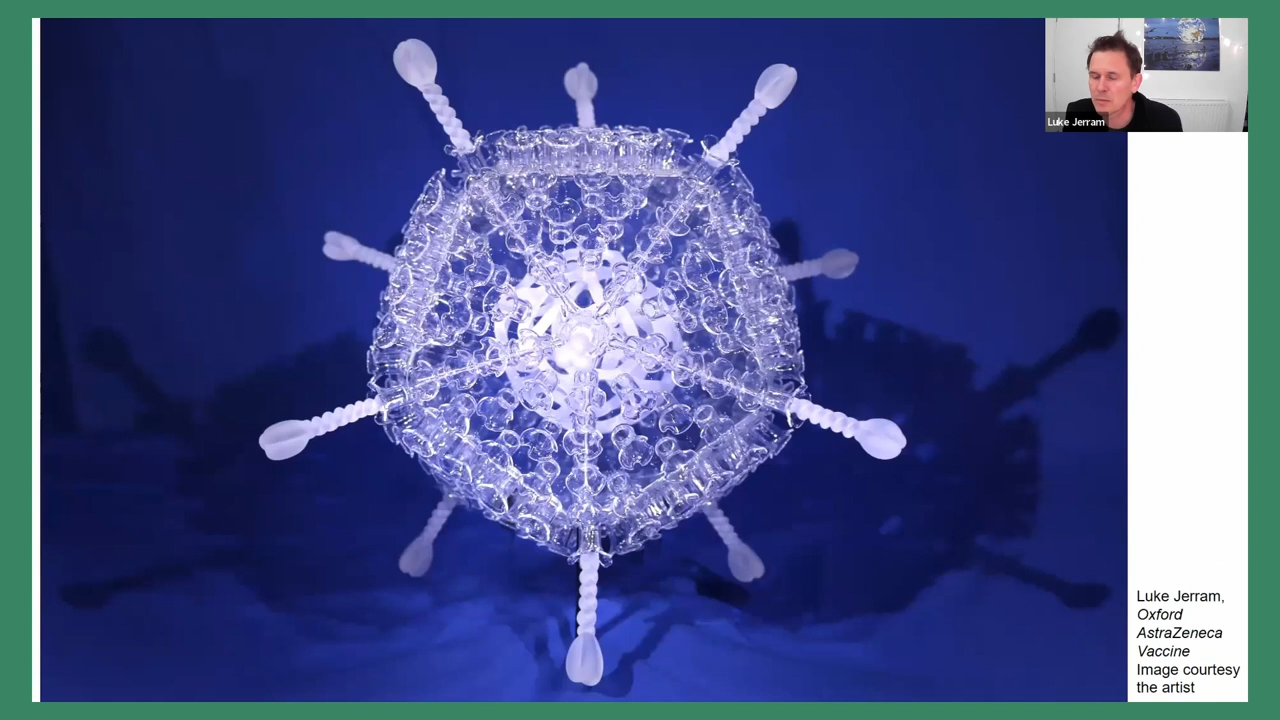 Luke Jerram
Luke Jerram,
Oxford
AstraZeneca
Vaccine
Image courtesy
the artist